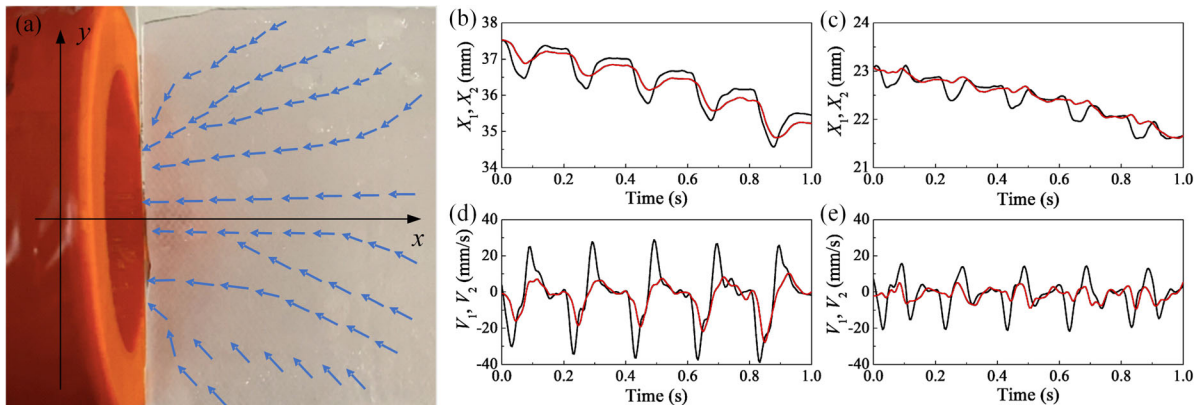 (a)
y
x
(b)
X₁, X₂ (mm)
38
37
36
35
34
0.0 0.2 0.4 0.6 0.8 1.0
Time (s)
(c)
X₁, X₂ (mm)
24
23
22
21
0.0 0.2 0.4 0.6 0.8 1.0
Time (s)
(d)
V₁, V₂ (mm/s)
40
20
0
-20
-40
0.0 0.2 0.4 0.6 0.8 1.0
Time (s)
(e)
V₁, V₂ (mm/s)
40
20
0
-20
-40
0.0 0.2 0.4 0.6 0.8 1.0
Time (s)